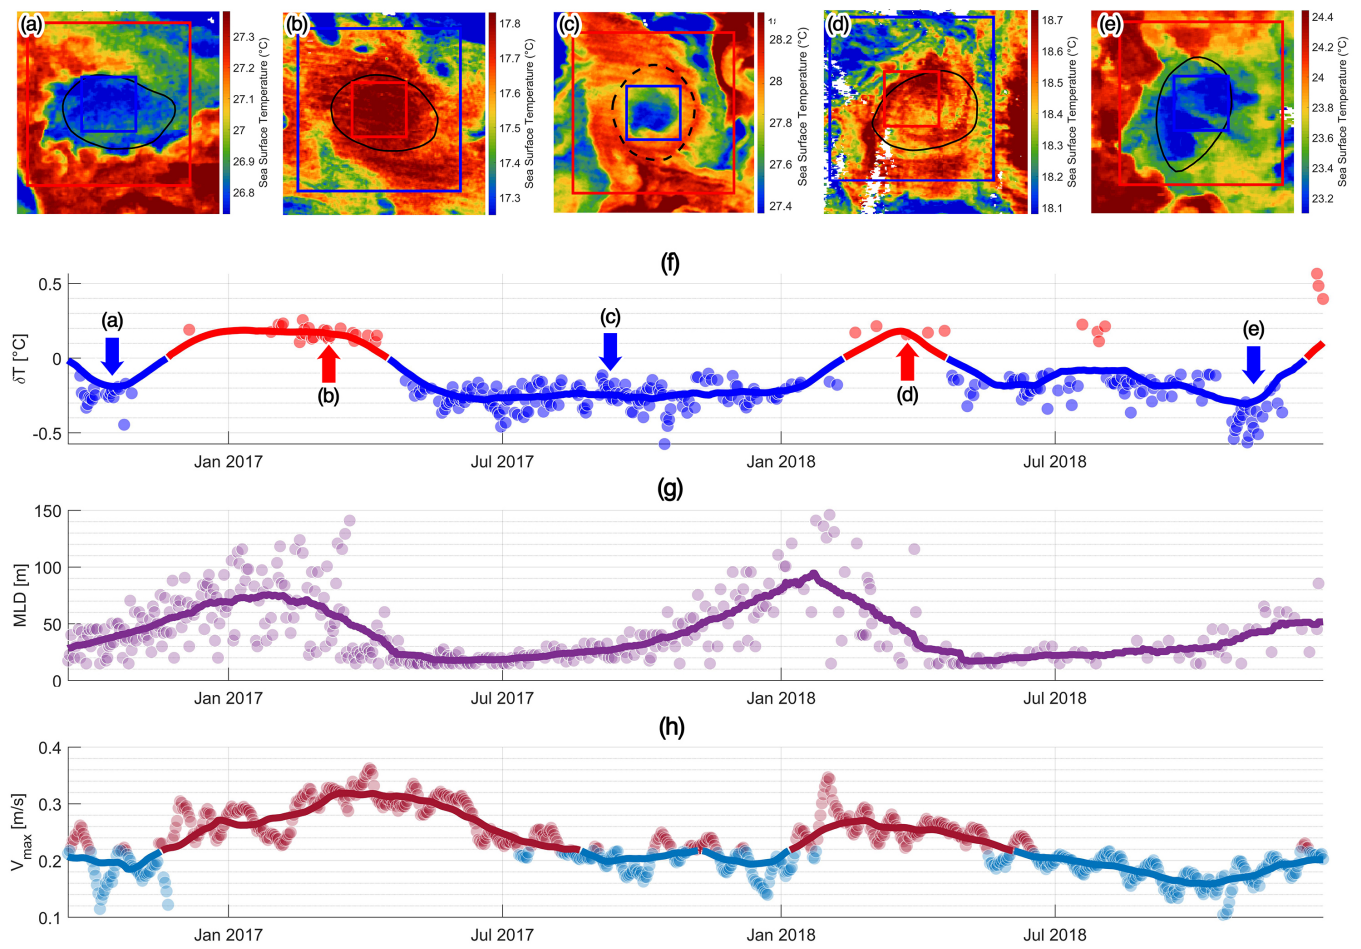 (a)
27.3
27.2
27.1
27
26.9
26.8
Sea Surface Temperature (°C)
(b)
17.8
17.7
17.6
17.5
17.4
17.3
Sea Surface Temperature (°C)
(c)
28.2
28
27.8
27.6
27.4
Sea Surface Temperature (°C)
(d)
18.7
18.6
18.5
18.4
18.3
18.2
18.1
Sea Surface Temperature (°C)
(e)
24.4
24.2
24
23.8
23.6
23.4
23.2
Sea Surface Temperature (°C)
(f)
δT [°C]
0.5
0
-0.5
(a)
(b)
(c)
(d)
(e)
Jan 2017
Jul 2017
Jan 2018
Jul 2018
(g)
MLD [m]
150
100
50
0
Jan 2017
Jul 2017
Jan 2018
Jul 2018
(h)
Vmax [m/s]
0.4
0.3
0.2
0.1
Jan 2017
Jul 2017
Jan 2018
Jul 2018